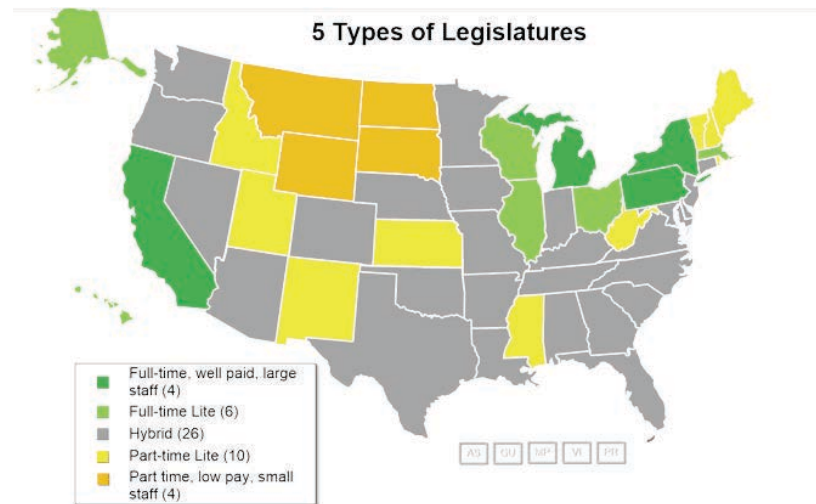 5 Types of Legislatures
Full-time, well paid, large
staff (4)
Full-time Lite (6)
Hybrid (26)
Part-time Lite (10)
Part time, low pay, small
staff (4)
AS GU MP VI PR